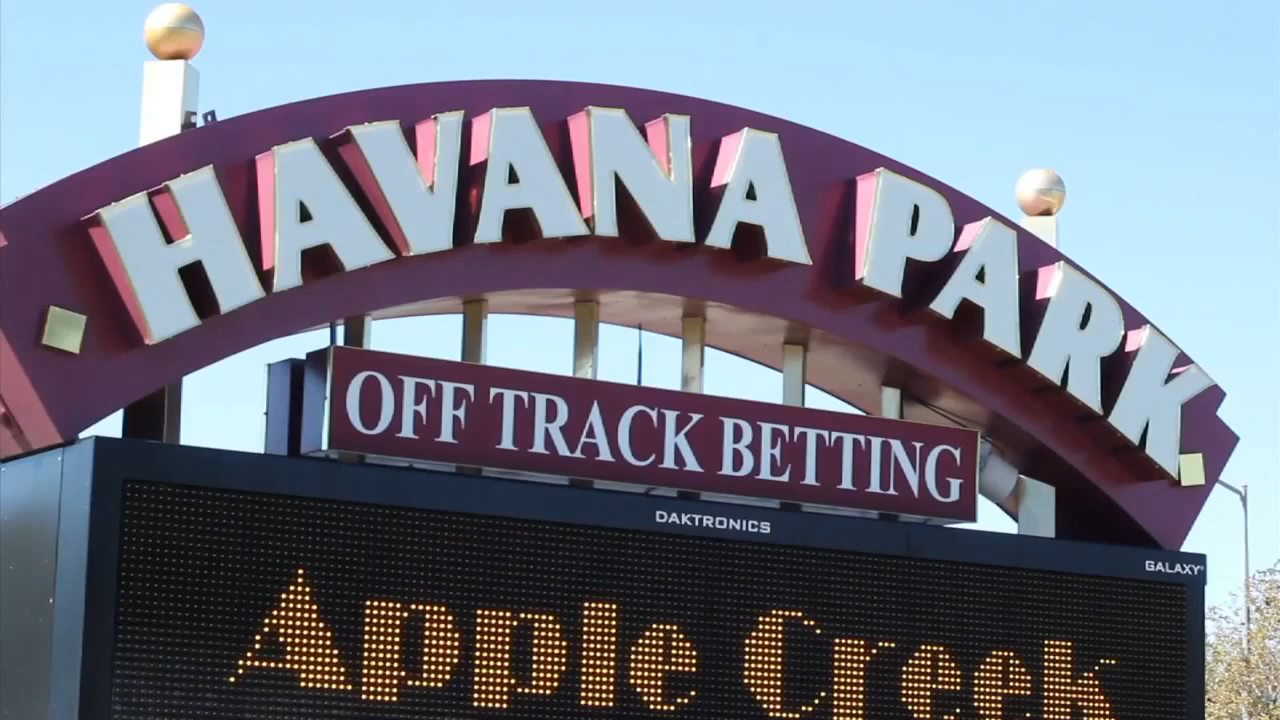 HAVANA PARK
OFF TRACK BETTING
DAKTRONICS
GALAXY®
Apple Creek